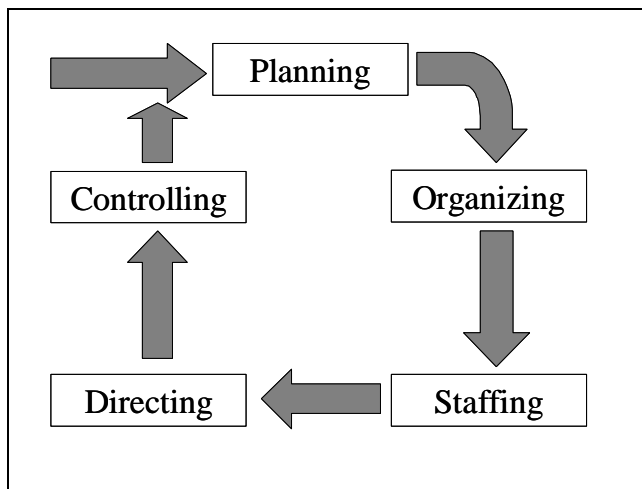 Planning
Controlling
Organizing
Directing
Staffing